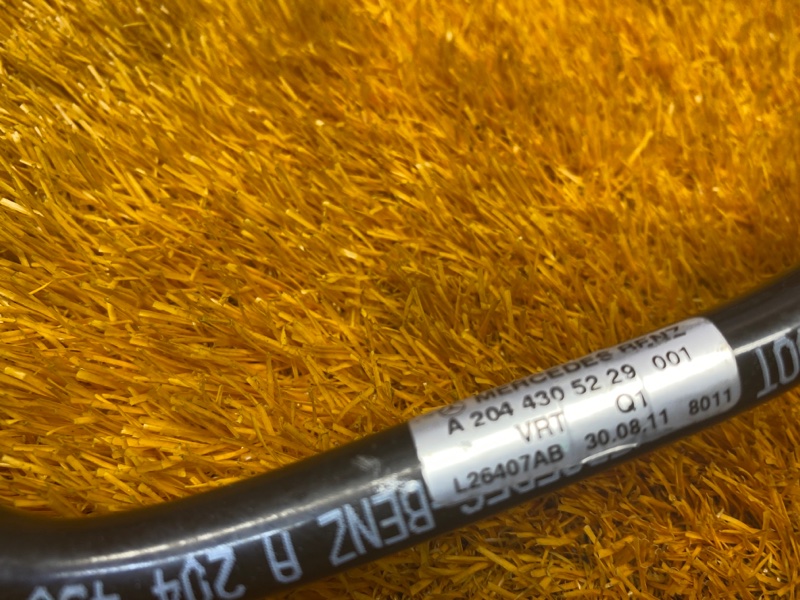 MERCEDES BENZ
A 204 430 52 29 001
VRT Q1
L26407AB 30.08.11 8011
BENZ A 204